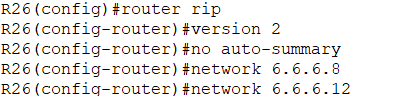 R26(config)#router rip
R26(config-router)#version 2
R26(config-router)#no auto-summary
R26(config-router)#network 6.6.6.8
R26(config-router)#network 6.6.6.12